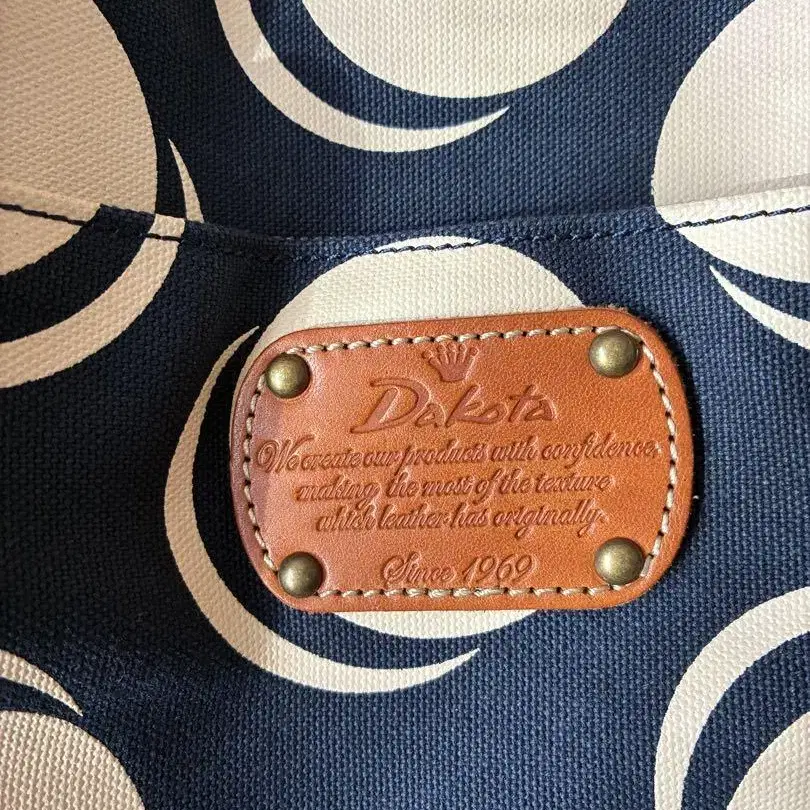 Dakota
We create our products with confidence,
making the most of the texture
which leather has originally.
Since 1969